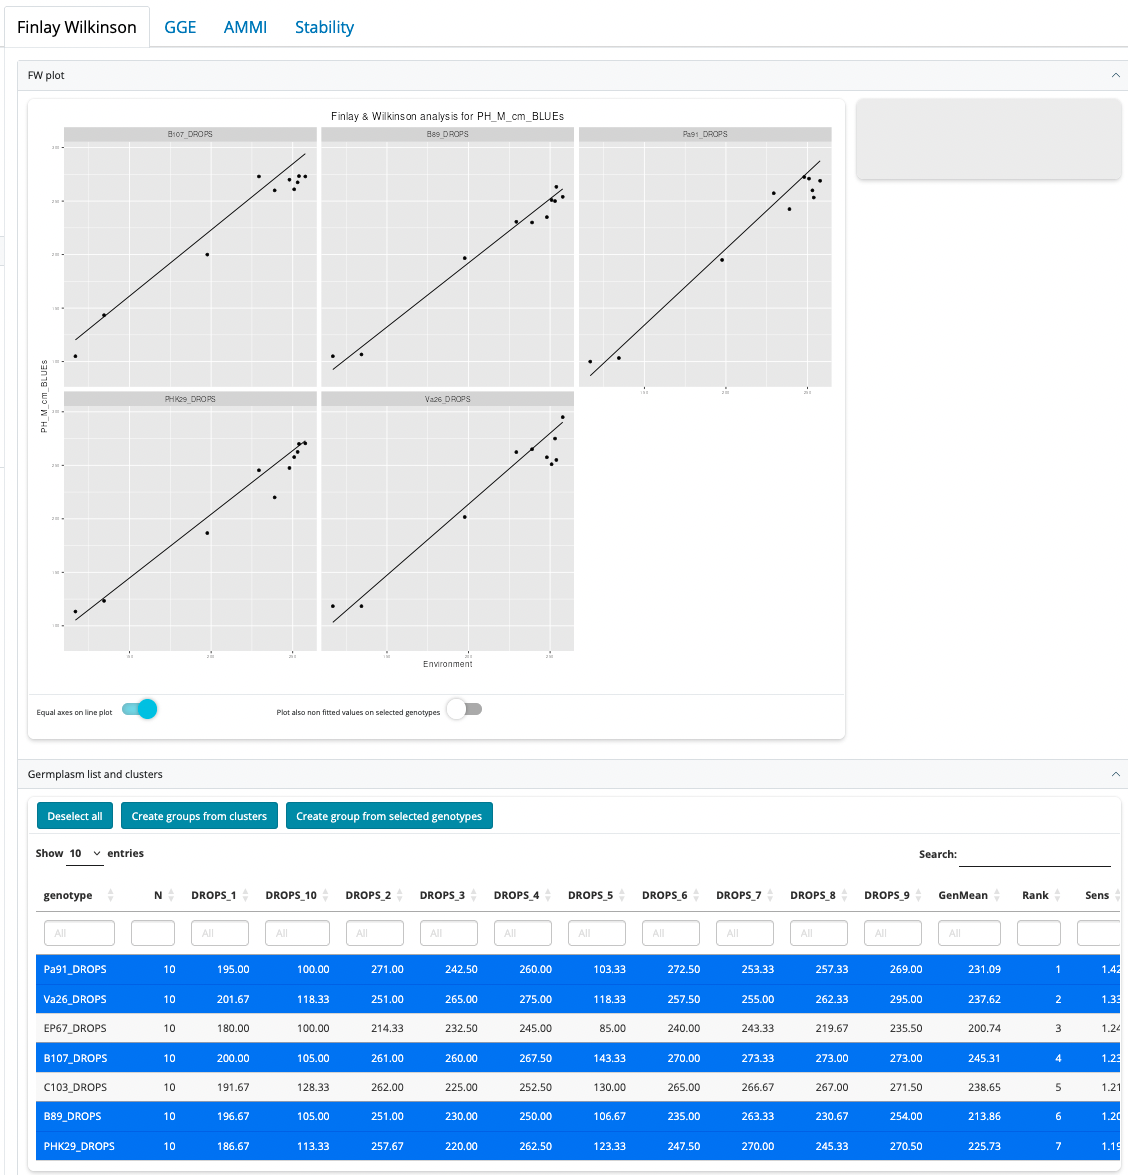 Finlay Wilkinson GGE AMMI Stability
FW plot
Finlay & Wilkinson analysis for PH_M_cm_BLUEs
B107_DROPS B89_DROPS Pa91_DROPS
PHK29_DROPS Va26_DROPS
PH_M_cm_BLUEs
Environment
Equal axes on line plot Plot also non fitted values on selected genotypes
Germplasm list and clusters
Deselect all Create groups from clusters Create group from selected genotypes
Show 10 entries Search:
genotype N DROPS_1 DROPS_10 DROPS_2 DROPS_3 DROPS_4 DROPS_5 DROPS_6 DROPS_7 DROPS_8 DROPS_9 GenMean Rank Sens
All All All All All All All All All All All All
Pa91_DROPS 10 195.00 100.00 271.00 242.50 260.00 103.33 272.50 253.33 257.33 269.00 231.09 1 1.42
Va26_DROPS 10 201.67 118.33 251.00 265.00 275.00 118.33 257.50 255.00 262.33 295.00 237.62 2 1.33
EP67_DROPS 10 180.00 100.00 214.33 232.50 245.00 85.00 240.00 243.33 219.67 235.50 200.74 3 1.24
B107_DROPS 10 200.00 105.00 261.00 260.00 267.50 143.33 270.00 273.33 273.00 273.00 245.31 4 1.23
C103_DROPS 10 191.67 128.33 262.00 225.00 252.50 130.00 265.00 266.67 267.00 271.50 238.65 5 1.21
B89_DROPS 10 196.67 105.00 251.00 230.00 250.00 106.67 235.00 263.33 230.67 254.00 213.86 6 1.20
PHK29_DROPS 10 186.67 113.33 257.67 220.00 262.50 123.33 247.50 270.00 245.33 270.50 225.73 7 1.19